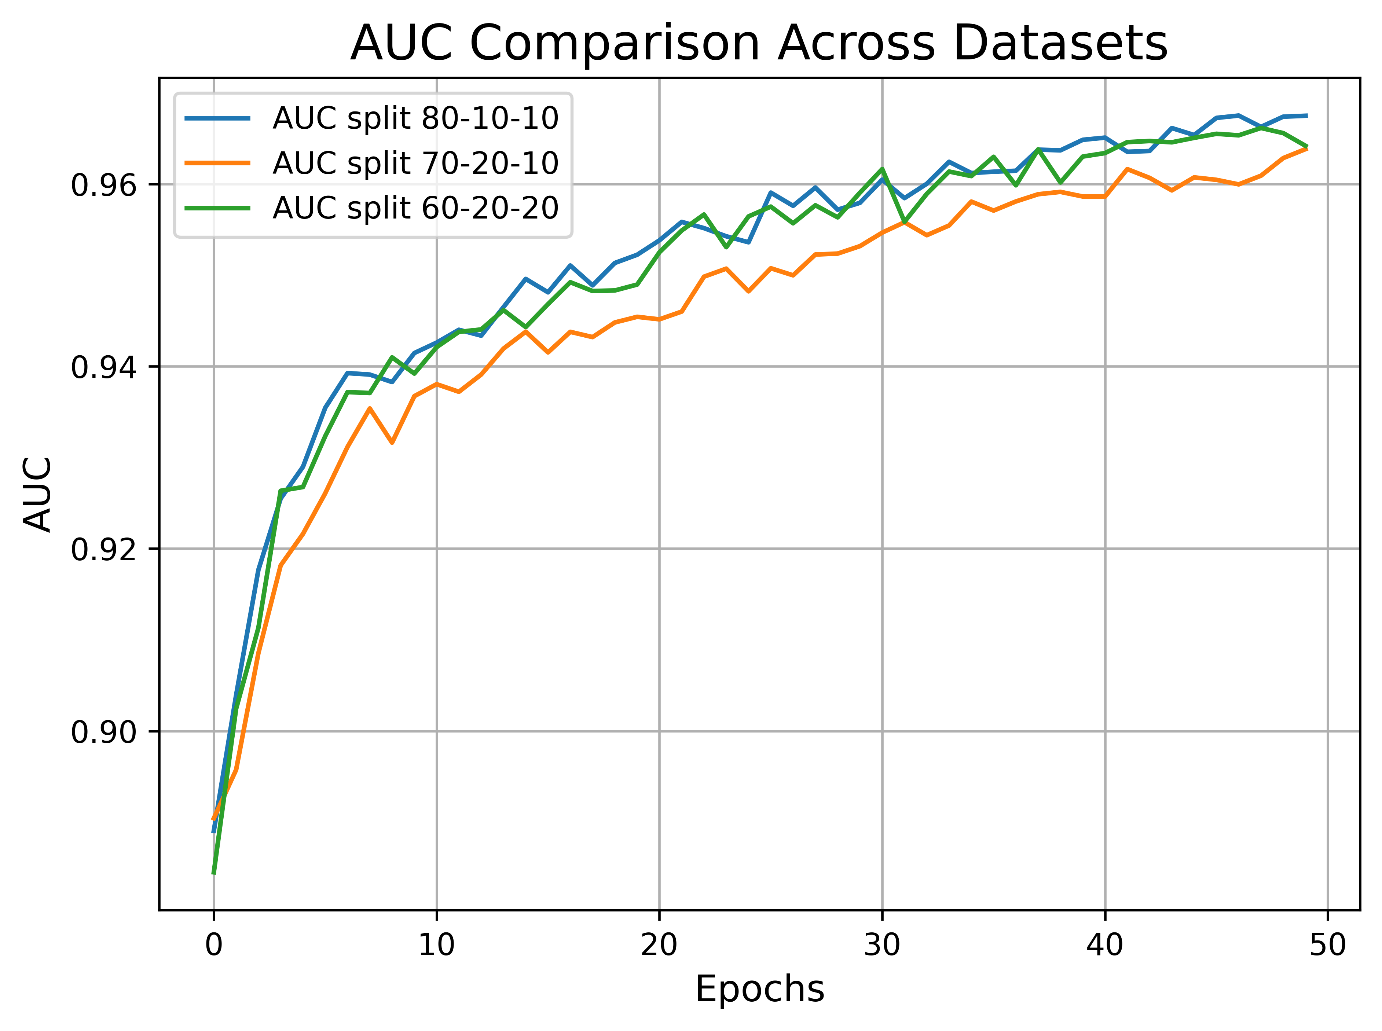 AUC Comparison Across Datasets
AUC split 80-10-10
AUC split 70-20-10
AUC split 60-20-20
0.96
0.94
0.92
0.90
AUC
0 10 20 30 40 50
Epochs